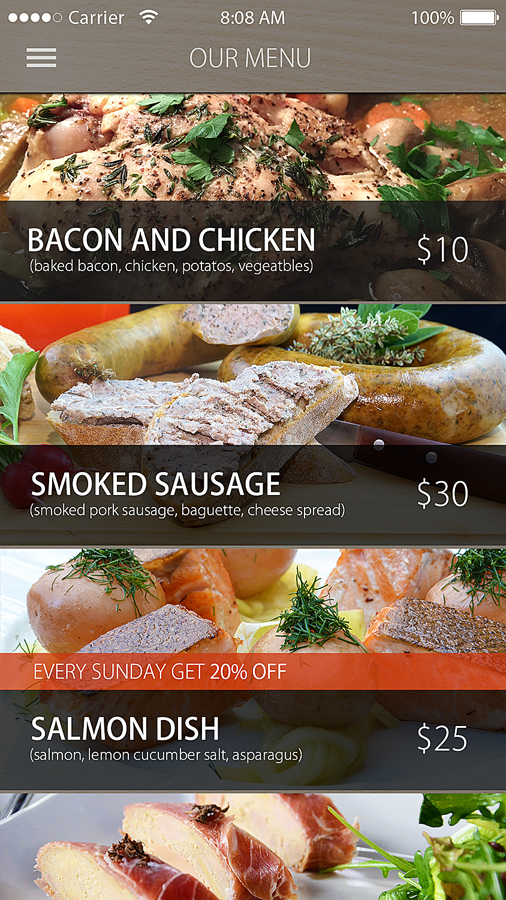 Carrier 8:08 AM 100%
OUR MENU
BACON AND CHICKEN
(baked bacon, chicken, potatos, vegeatbles)
$10
SMOKED SAUSAGE
(smoked pork sausage, baguette, cheese spread)
$30
EVERY SUNDAY GET 20% OFF
SALMON DISH
(salmon, lemon cucumber salt, asparagus)
$25